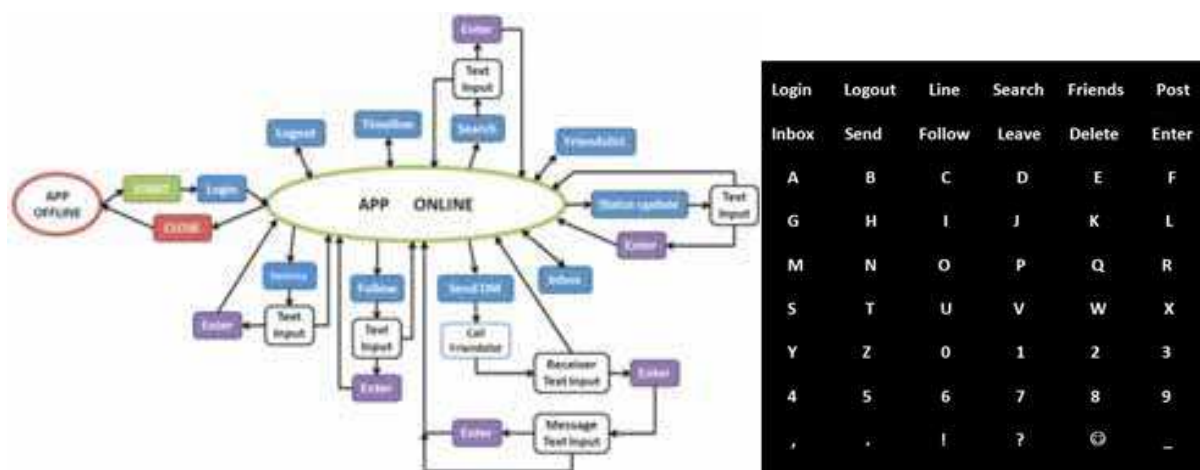 Enter
Text
Input
Logout
Timeline
Search
Friendslist
APP
OFFLINE
START
Login
CLOSE
APP ONLINE
Status update
Text
Input
Enter
Follow
Send DM
Inbox
Enter
Text
Input
Text
Input
Enter
Call
Friendslist
Receiver
Text Input
Enter
Enter
Message
Text Input
Login Logout Line Search Friends Post
Inbox Send Follow Leave Delete Enter
A B C D E F
G H I J K L
M N O P Q R
S T U V W X
Y Z 0 1 2 3
4 5 6 7 8 9
, . ! ? ☺ _